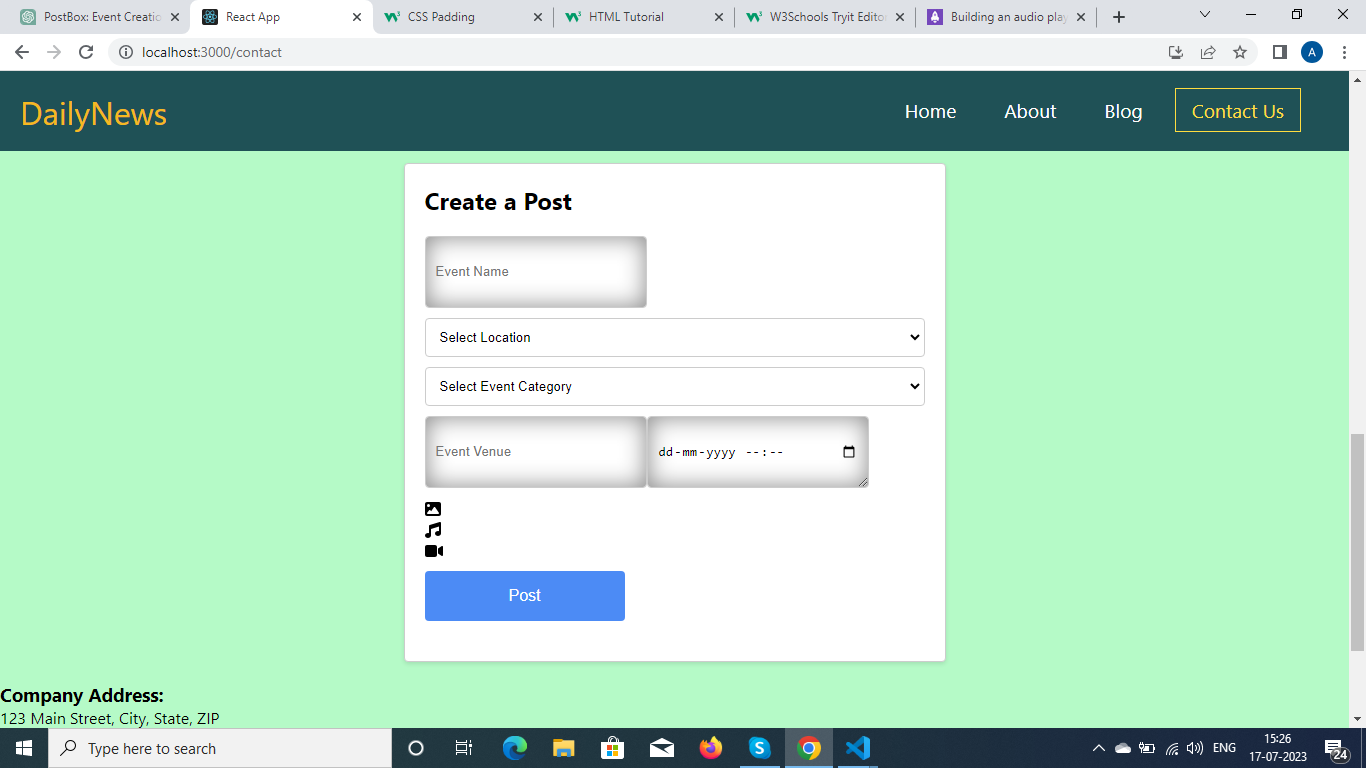 PostBox: Event Creatio
React App
CSS Padding
HTML Tutorial
W3Schools Tryit Editor
Building an audio play
localhost:3000/contact
A
DailyNews
Home
About
Blog
Contact Us
Create a Post
Event Name
Select Location
Select Event Category
Event Venue
dd-mm-yyyy --:--
Post
Company Address:
123 Main Street, City, State, ZIP
Type here to search
ENG
15:26
17-07-2023
24